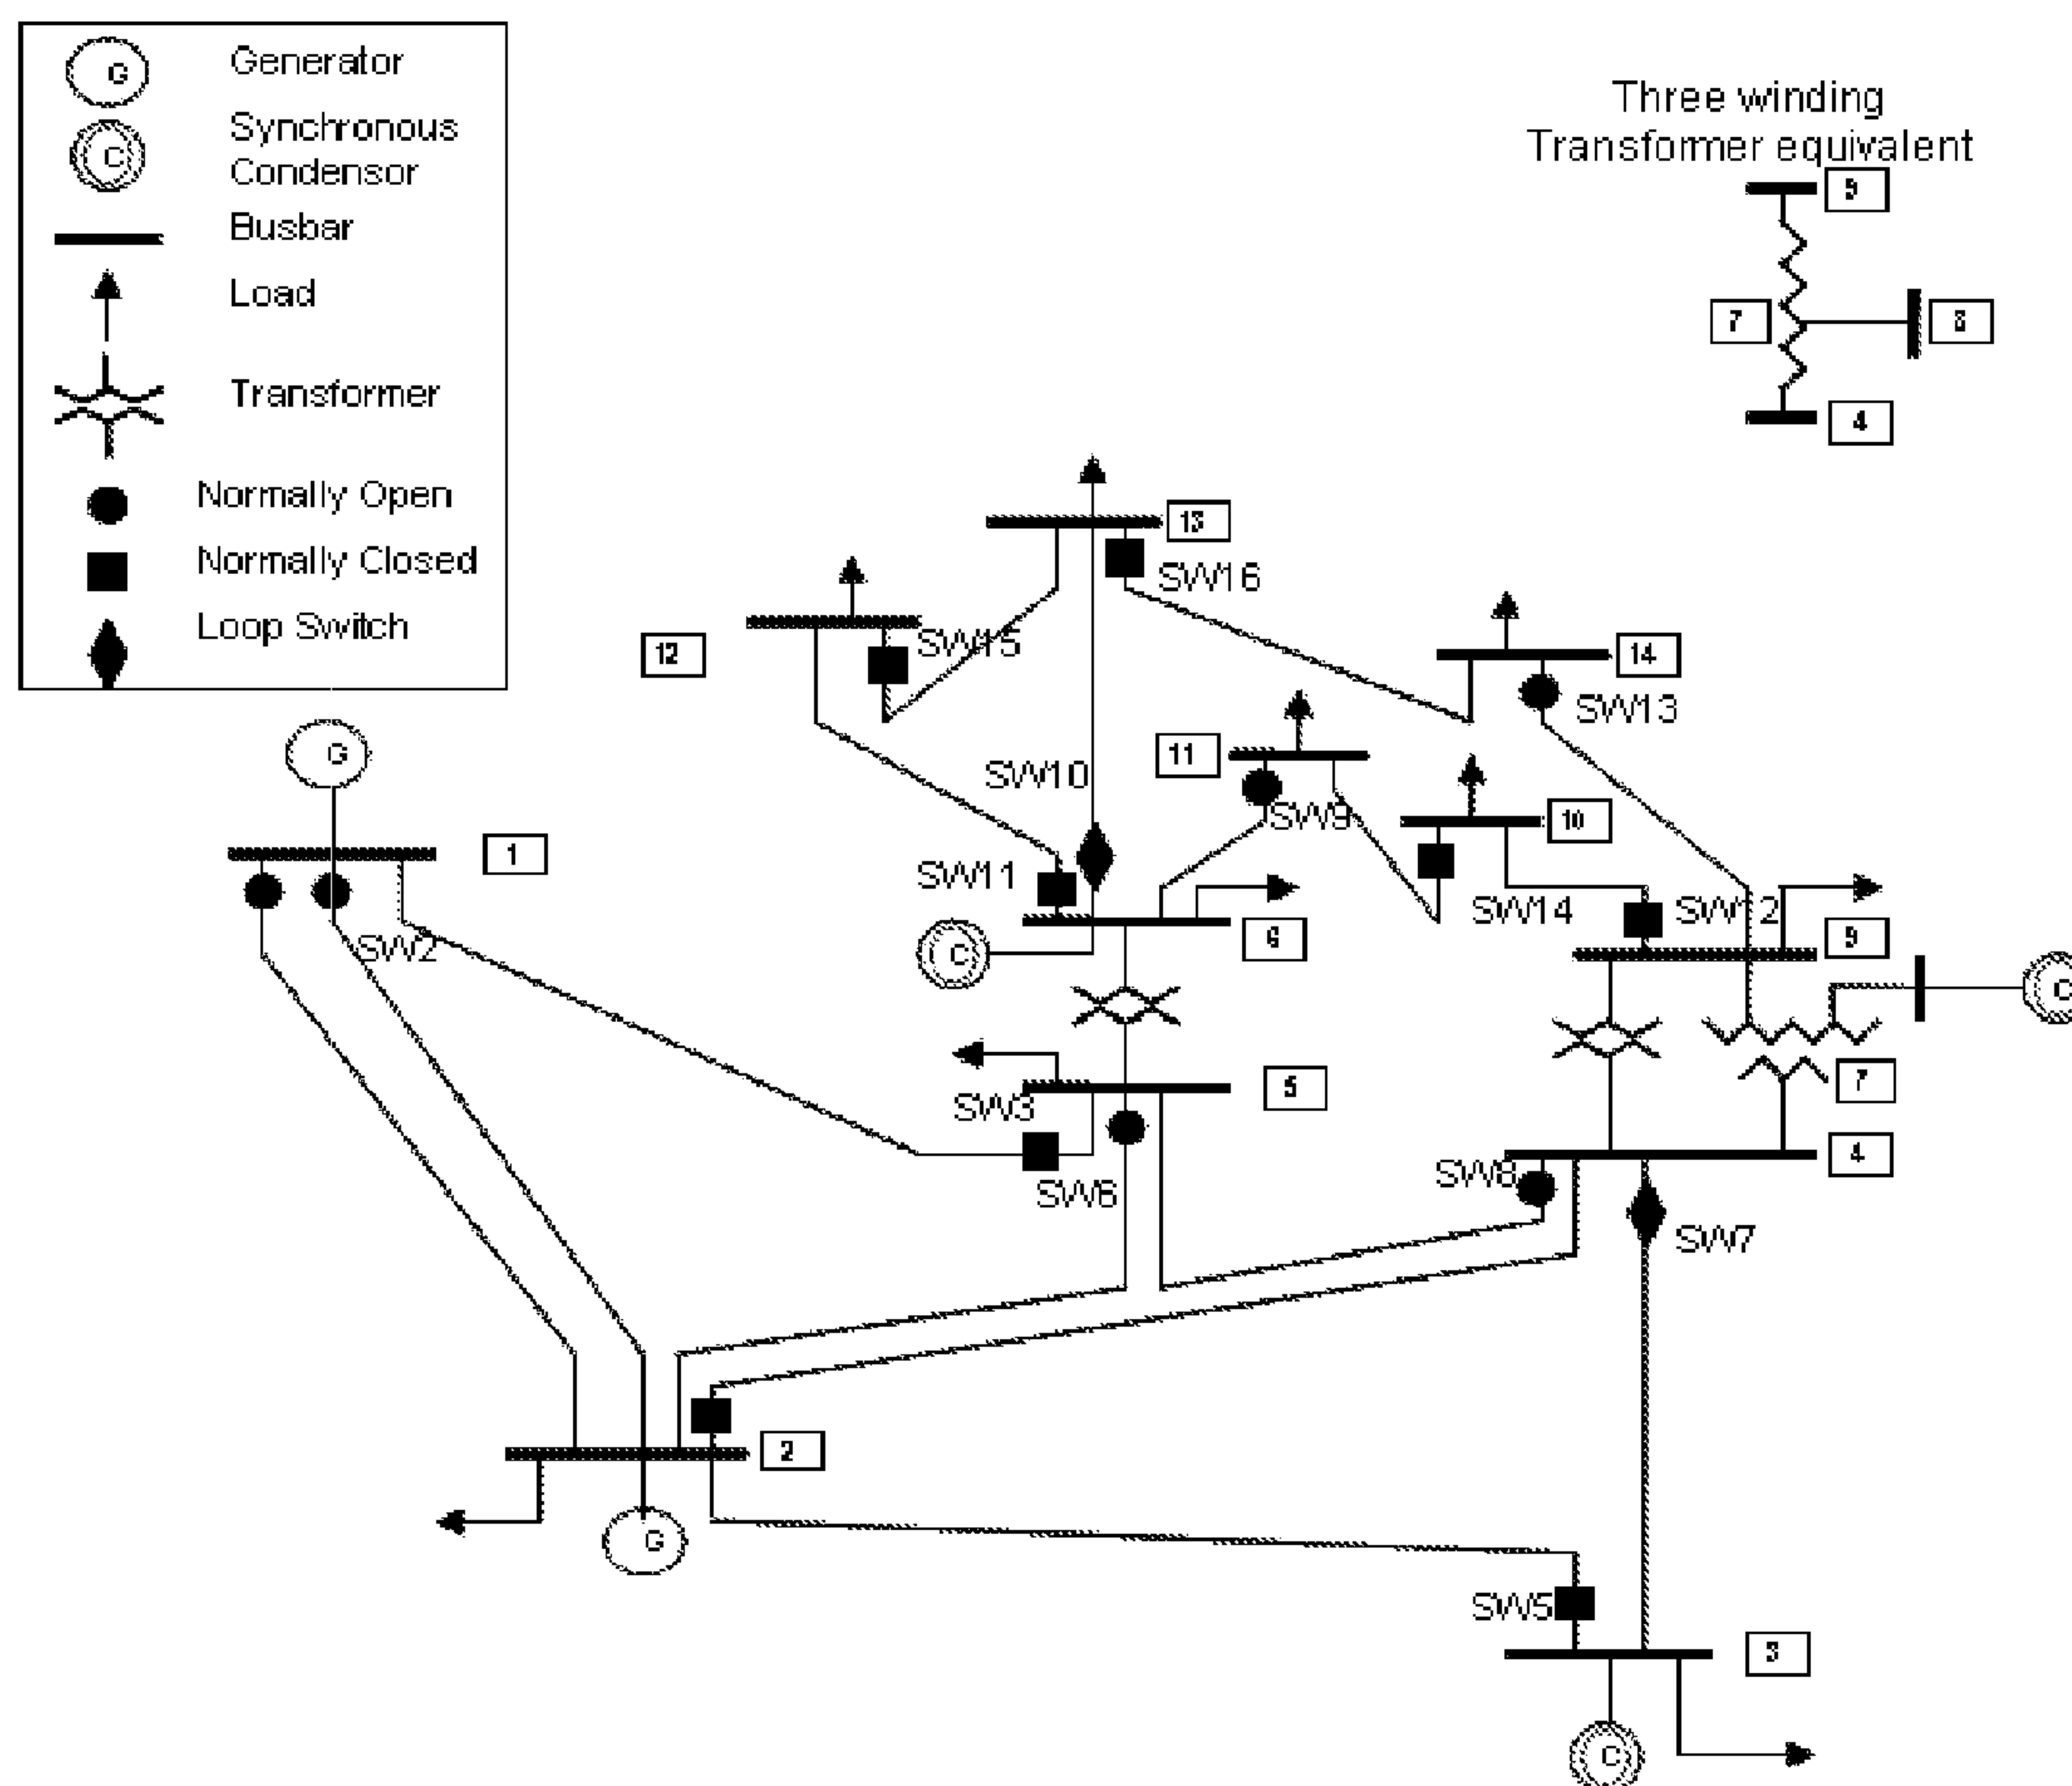 G
Generator
C
Synchronous
Condensor
Busbar
Load
Transformer
Normally Open
Normally Closed
Loop Switch
Three winding
Transformer equivalent
9
7
8
4
13
SW16
12
SW15
14
SW13
11
SW10
SW9
10
G
1
SW11
SW14
SW12
SW2
6
9
C
C
7
5
SW3
4
SW8
SW6
SW7
2
G
SW5
3
C